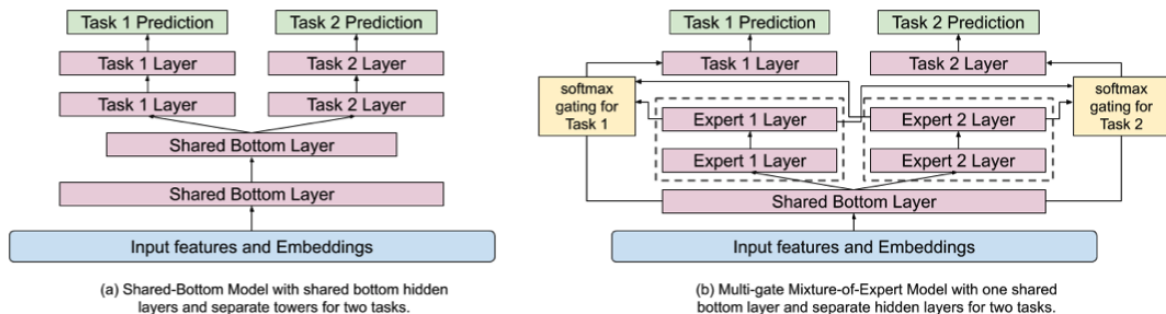 Task 1 Prediction
Task 2 Prediction
Task 1 Layer
Task 2 Layer
Task 1 Layer
Task 2 Layer
Shared Bottom Layer
Shared Bottom Layer
Input features and Embeddings
(a) Shared-Bottom Model with shared bottom hidden
layers and separate towers for two tasks.
Task 1 Prediction
Task 2 Prediction
Task 1 Layer
Task 2 Layer
softmax
gating for
Task 1
Expert 1 Layer
Expert 2 Layer
softmax
gating for
Task 2
Expert 1 Layer
Expert 2 Layer
Shared Bottom Layer
Input features and Embeddings
(b) Multi-gate Mixture-of-Expert Model with one shared
bottom layer and separate hidden layers for two tasks.